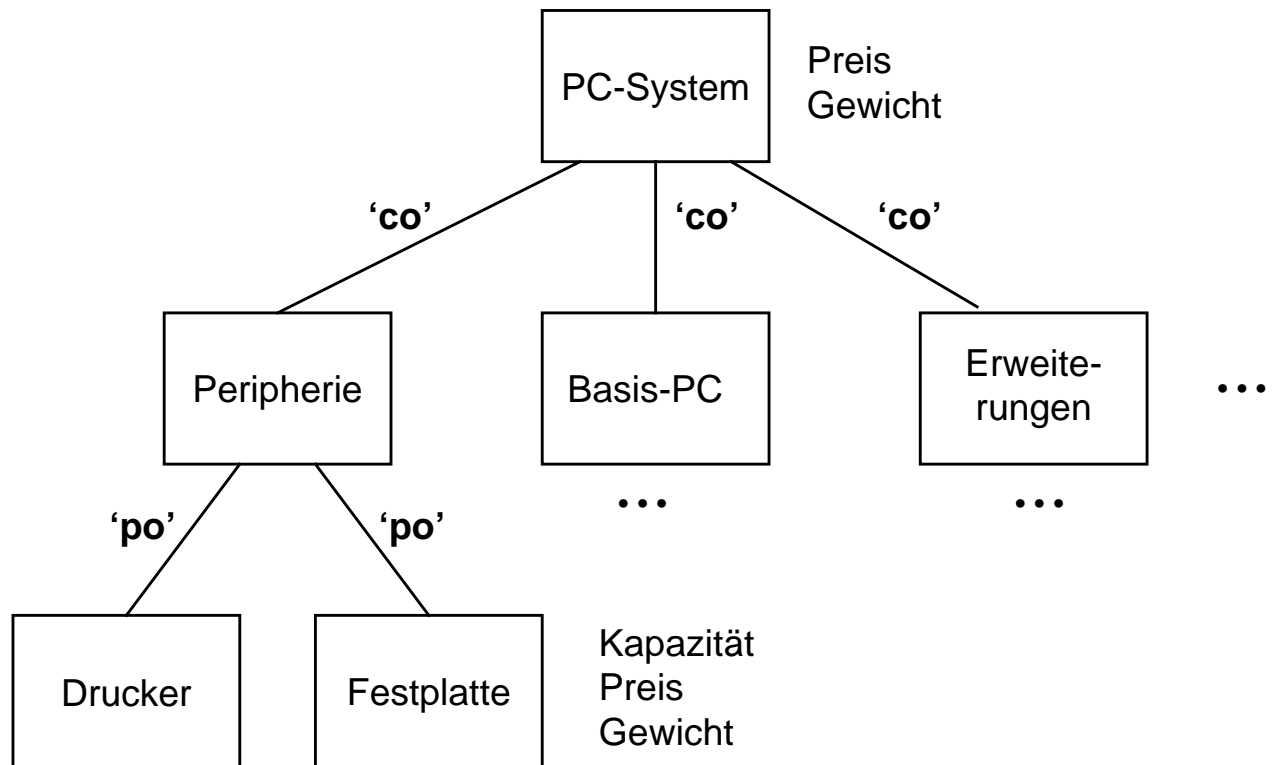 PC-System
Preis
Gewicht
‘co’
‘co’
‘co’
Peripherie
Basis-PC
Erweite-
rungen
...
‘po’
‘po’
...
...
Drucker
Festplatte
Kapazität
Preis
Gewicht